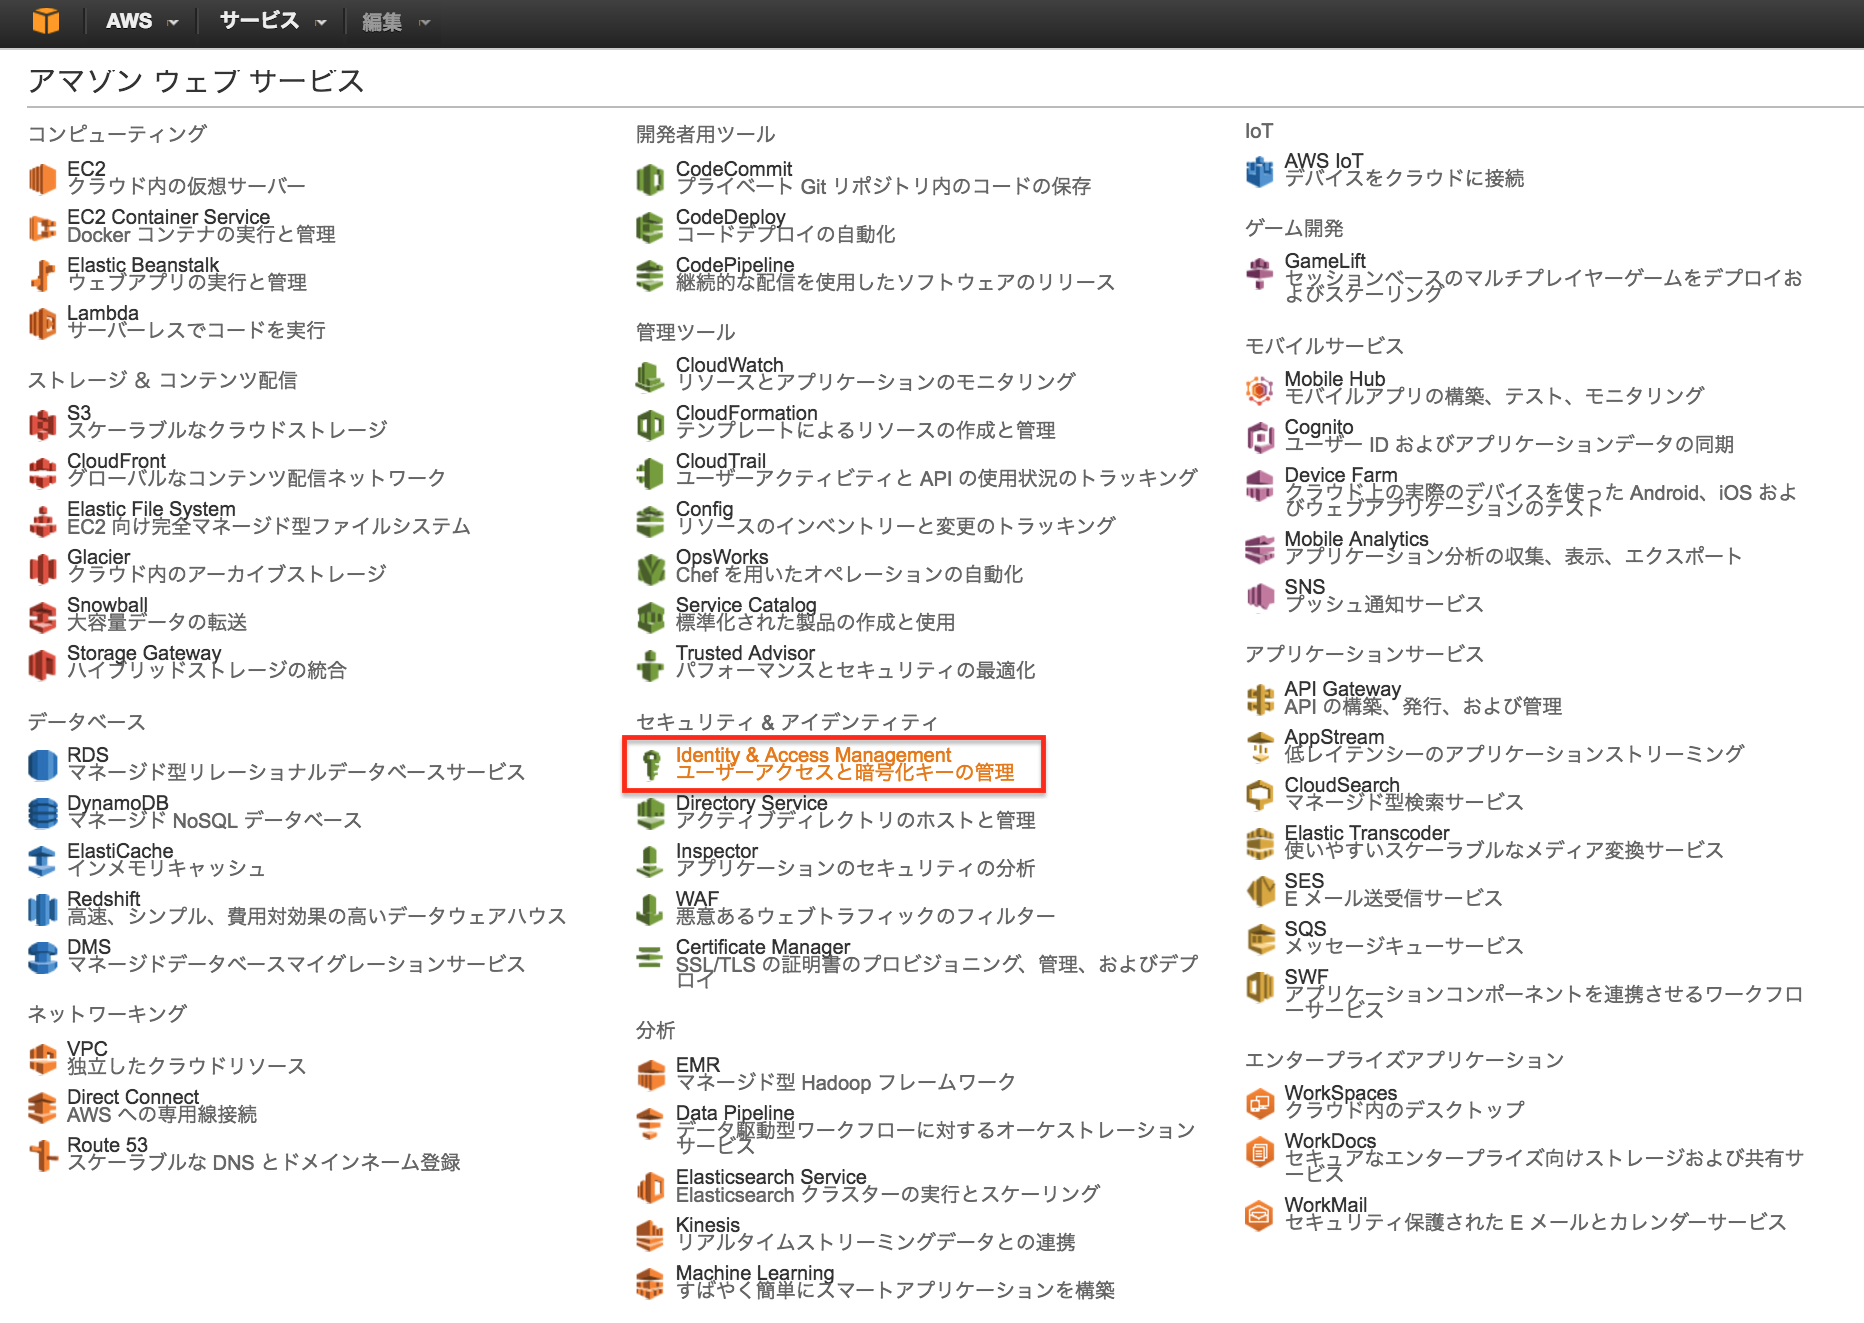 AWS
サービス
編集
アマゾン ウェブ サービス
コンピューティング
EC2
クラウド内の仮想サーバー
EC2 Container Service
Docker コンテナの実行と管理
Elastic Beanstalk
ウェブアプリの実行と管理
Lambda
サーバーレスでコードを実行
ストレージ & コンテンツ配信
S3
スケーラブルなクラウドストレージ
CloudFront
グローバルなコンテンツ配信ネットワーク
Elastic File System
EC2 向け完全マネージド型ファイルシステム
Glacier
クラウド内のアーカイブストレージ
Snowball
大容量データの転送
Storage Gateway
ハイブリッドストレージの統合
データベース
RDS
マネージド型リレーショナルデータベースサービス
DynamoDB
マネージド NoSQL データベース
ElastiCache
インメモリキャッシュ
Redshift
高速、シンプル、費用対効果の高いデータウェアハウス
DMS
マネージドデータベースマイグレーションサービス
ネットワーキング
VPC
独立したクラウドリソース
Direct Connect
AWS への専用線接続
Route 53
スケーラブルな DNS とドメインネーム登録
開発者用ツール
CodeCommit
プライベート Git リポジトリ内のコードの保存
CodeDeploy
コードデプロイの自動化
CodePipeline
継続的な配信を使用したソフトウェアのリリース
管理ツール
CloudWatch
リソースとアプリケーションのモニタリング
CloudFormation
テンプレートによるリソースの作成と管理
CloudTrail
ユーザーアクティビティと API の使用状況のトラッキング
Config
リソースのインベントリーと変更のトラッキング
OpsWorks
Chef を用いたオペレーションの自動化
Service Catalog
標準化された製品の作成と使用
Trusted Advisor
パフォーマンスとセキュリティの最適化
セキュリティ & アイデンティティ
Identity & Access Management
ユーザーアクセスと暗号化キーの管理
Directory Service
アクティブディレクトリのホストと管理
Inspector
アプリケーションのセキュリティの分析
WAF
悪意あるウェブトラフィックのフィルター
Certificate Manager
SSL/TLS の証明書のプロビジョニング、管理、およびデプ
ロイ
分析
EMR
マネージド型 Hadoop フレームワーク
Data Pipeline
データ駆動型ワークフローに対するオーケストレーション
サービス
Elasticsearch Service
Elasticsearch クラスターの実行とスケーリング
Kinesis
リアルタイムストリーミングデータとの連携
Machine Learning
すばやく簡単にスマートアプリケーションを構築
IoT
AWS IoT
デバイスをクラウドに接続
ゲーム開発
GameLift
セッションベースのマルチプレイヤーゲームをデプロイお
よびスケーリング
モバイルサービス
Mobile Hub
モバイルアプリの構築、テスト、モニタリング
Cognito
ユーザー ID およびアプリケーションデータの同期
Device Farm
クラウド上の実際のデバイスを使った Android、iOS およ
びウェブアプリケーションのテスト
Mobile Analytics
アプリケーション分析の収集、表示、エクスポート
SNS
プッシュ通知サービス
アプリケーションサービス
API Gateway
API の構築、発行、および管理
AppStream
低レイテンシーのアプリケーションストリーミング
CloudSearch
マネージド型検索サービス
Elastic Transcoder
使いやすいスケーラブルなメディア変換サービス
SES
E メール送受信サービス
SQS
メッセージキューサービス
SWF
アプリケーションコンポーネントを連携させるワークフロ
ーサービス
エンタープライズアプリケーション
WorkSpaces
クラウド内のデスクトップ
WorkDocs
セキュアなエンタープライズ向けストレージおよび共有サ
ービス
WorkMail
セキュリティ保護された E メールとカレンダーサービス